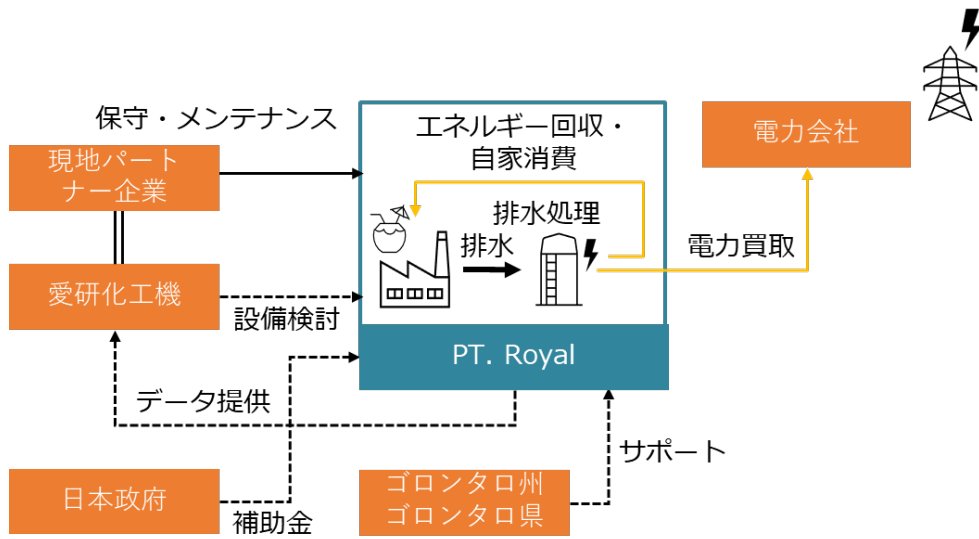 保守・メンテナンス
現地パート
ナー企業
エネルギー回収・
自家消費
電力会社
排水処理
排水
電力買取
愛研化工機
設備検討
PT. Royal
データ提供
サポート
日本政府
補助金
ゴロンタロ州
ゴロンタロ県